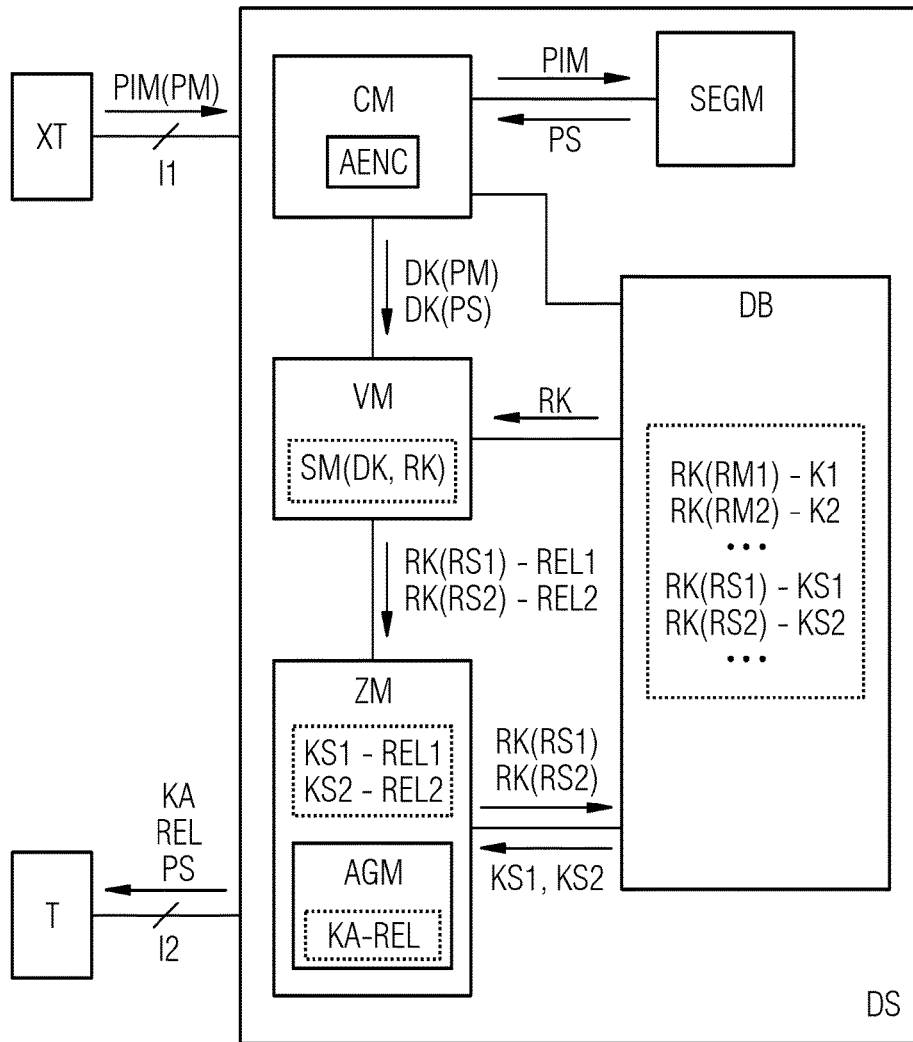 PIM(PM)
XT
I1
CM
AENC
PIM
PS
SEGM
DK(PM)
DK(PS)
DB
VM
SM(DK, RK)
RK
RK(RM1) - K1
RK(RM2) - K2
• • •
RK(RS1) - KS1
RK(RS2) - KS2
• • •
RK(RS1) - REL1
RK(RS2) - REL2
ZM
KS1 - REL1
KS2 - REL2
RK(RS1)
RK(RS2)
KS1, KS2
AGM
KA-REL
KA
REL
PS
T
I2
DS